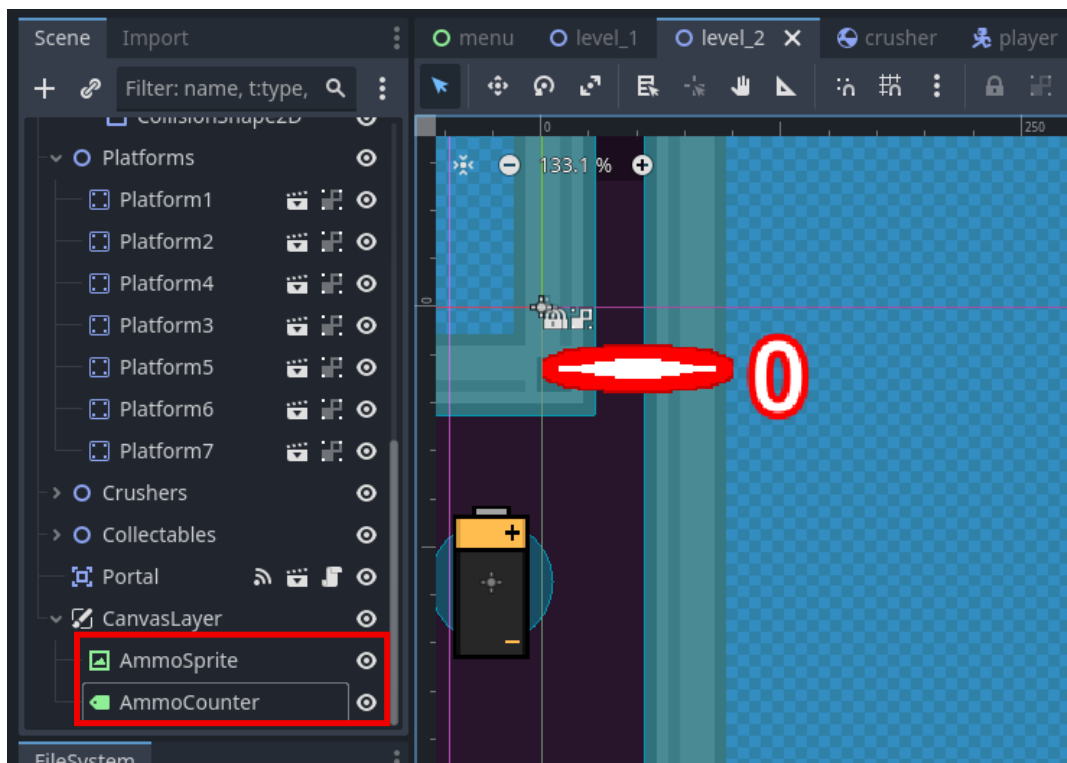 Scene Import
menu level_1 level_2 crusher player
Filter: name, t:type,
CollisionShape2D
0 250
133.1 %
Platforms
Platform1
Platform2
Platform4
Platform3
Platform5
Platform6
Platform7
0
0
Crushers
Collectables
Portal
CanvasLayer
AmmoSprite
AmmoCounter
FileSystem